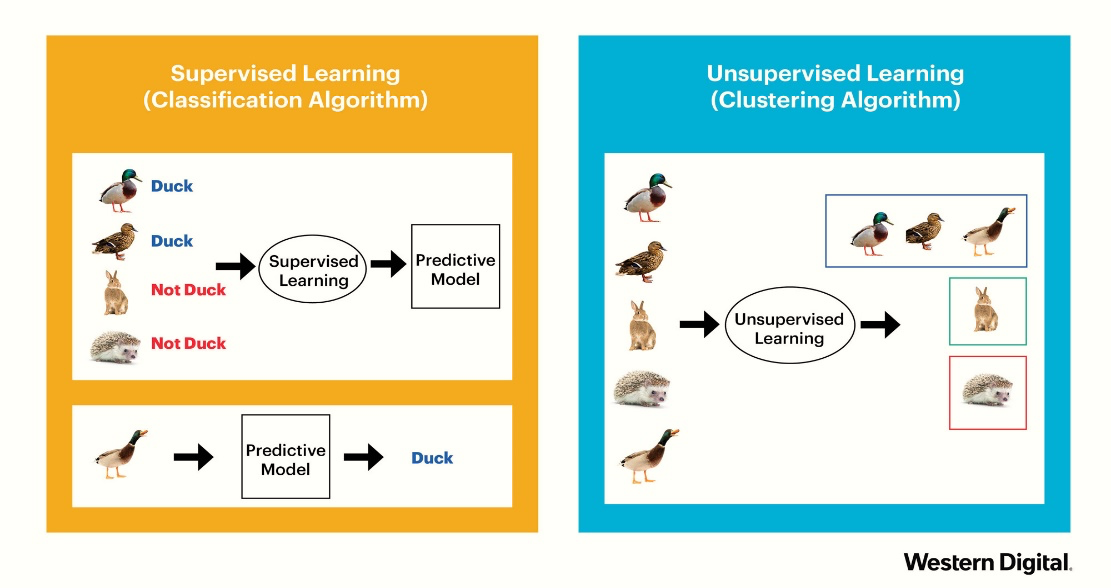 Supervised Learning
(Classification Algorithm)
Duck
Duck
Not Duck
Not Duck
Supervised
Learning
Predictive
Model
Predictive
Model
Duck
Unsupervised Learning
(Clustering Algorithm)
Unsupervised
Learning
Western Digital.